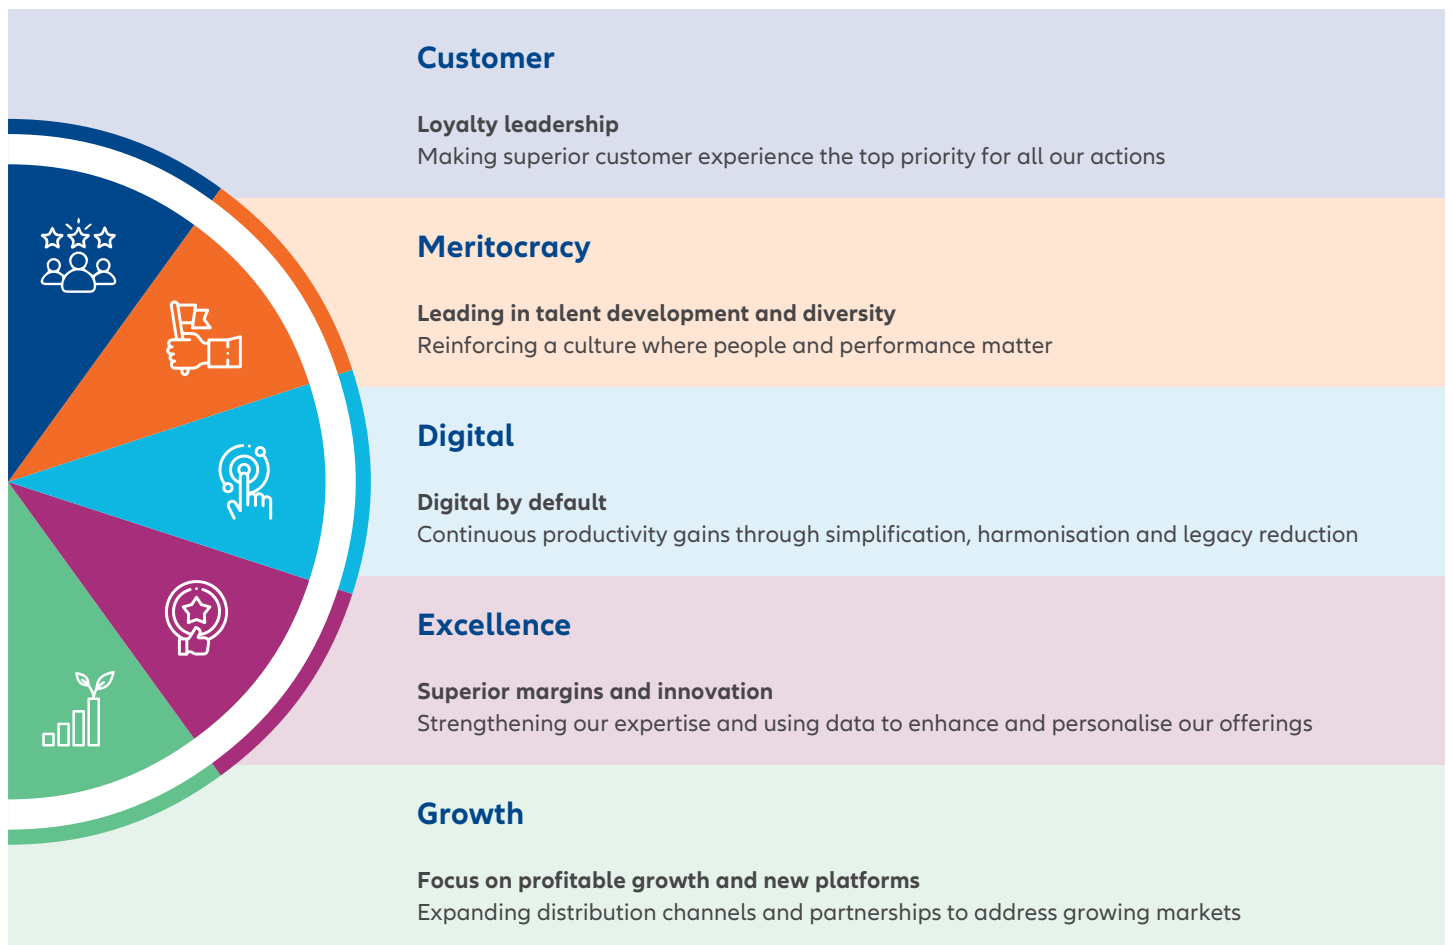 Customer
Loyalty leadership
Making superior customer experience the top priority for all our actions
Meritocracy
Leading in talent development and diversity
Reinforcing a culture where people and performance matter
Digital
Digital by default
Continuous productivity gains through simplification, harmonisation and legacy reduction
Excellence
Superior margins and innovation
Strengthening our expertise and using data to enhance and personalise our offerings
Growth
Focus on profitable growth and new platforms
Expanding distribution channels and partnerships to address growing markets